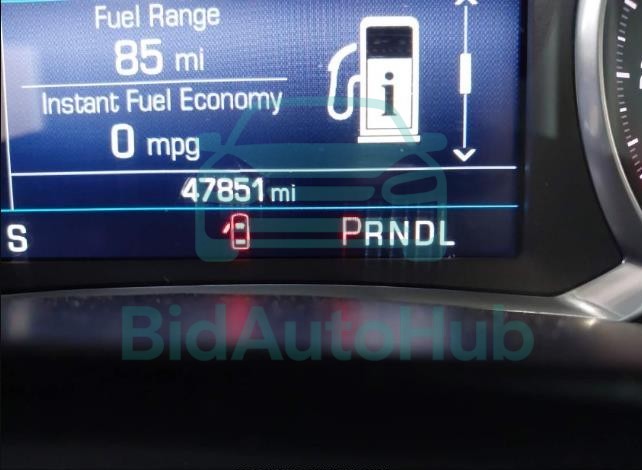 Fuel Range
85 mi
Instant Fuel Economy
0 mpg
i
47851 mi
S
PRNDL
BidAutoHub